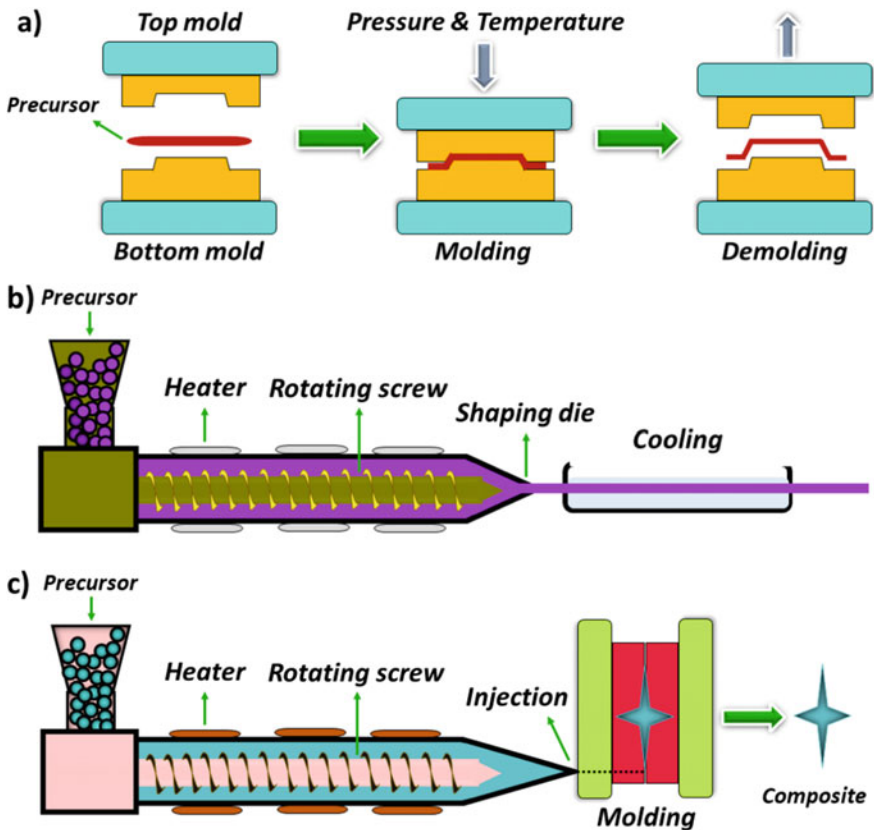 a)
Top mold
Pressure & Temperature
Precursor
Bottom mold
Molding
Demolding
b)
Precursor
Heater
Rotating screw
Shaping die
Cooling
c)
Precursor
Heater
Rotating screw
Injection
Molding
Composite